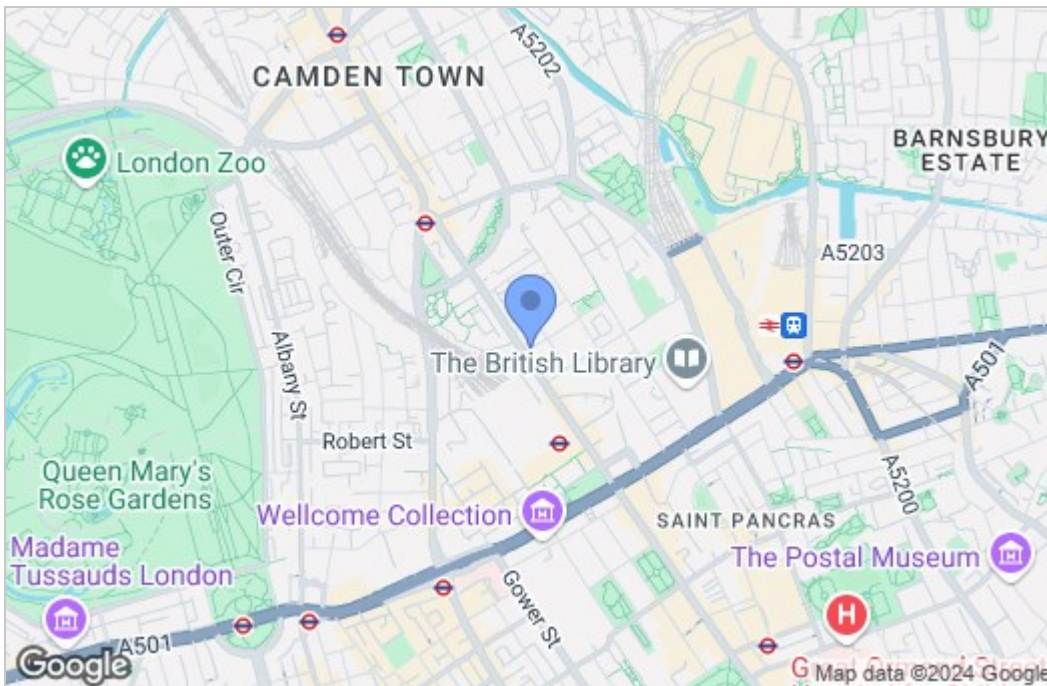 A5202
CAMDEN TOWN
BARNSBURY
ESTATE
London Zoo
Outer Cir
A5203
Albany St
The British Library
A501
Robert St
Queen Mary's
Rose Gardens
A5200
Wellcome Collection
SAINT PANCRAS
Madame
Tussauds London
The Postal Museum
Gower St
H
A501
Google
Map data ©2024 Google